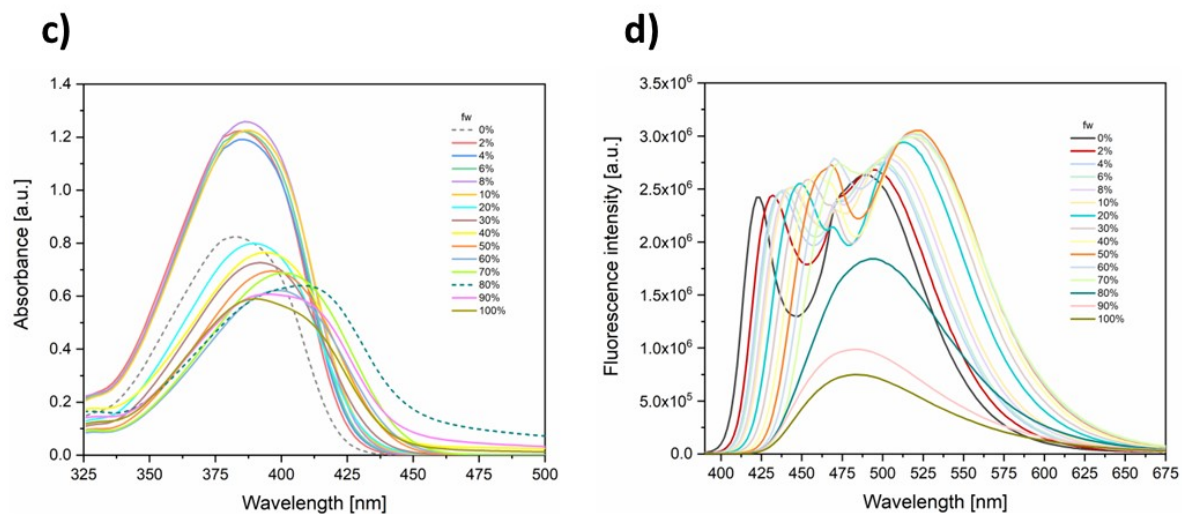 c)
1.4
1.2
1.0
0.8
0.6
0.4
0.2
0.0
Absorbance [a.u.]
325 350 375 400 425 450 475 500
Wavelength [nm]
fw
0%
2%
4%
6%
8%
10%
20%
30%
40%
50%
60%
70%
80%
90%
100%
d)
3.5x10⁶
3.0x10⁶
2.5x10⁶
2.0x10⁶
1.5x10⁶
1.0x10⁶
5.0x10⁵
0.0
Fluorescence intensity [a.u.]
400 425 450 475 500 525 550 575 600 625 650 675
Wavelength [nm]
fw
0%
2%
4%
6%
8%
10%
20%
30%
40%
50%
60%
70%
80%
90%
100%